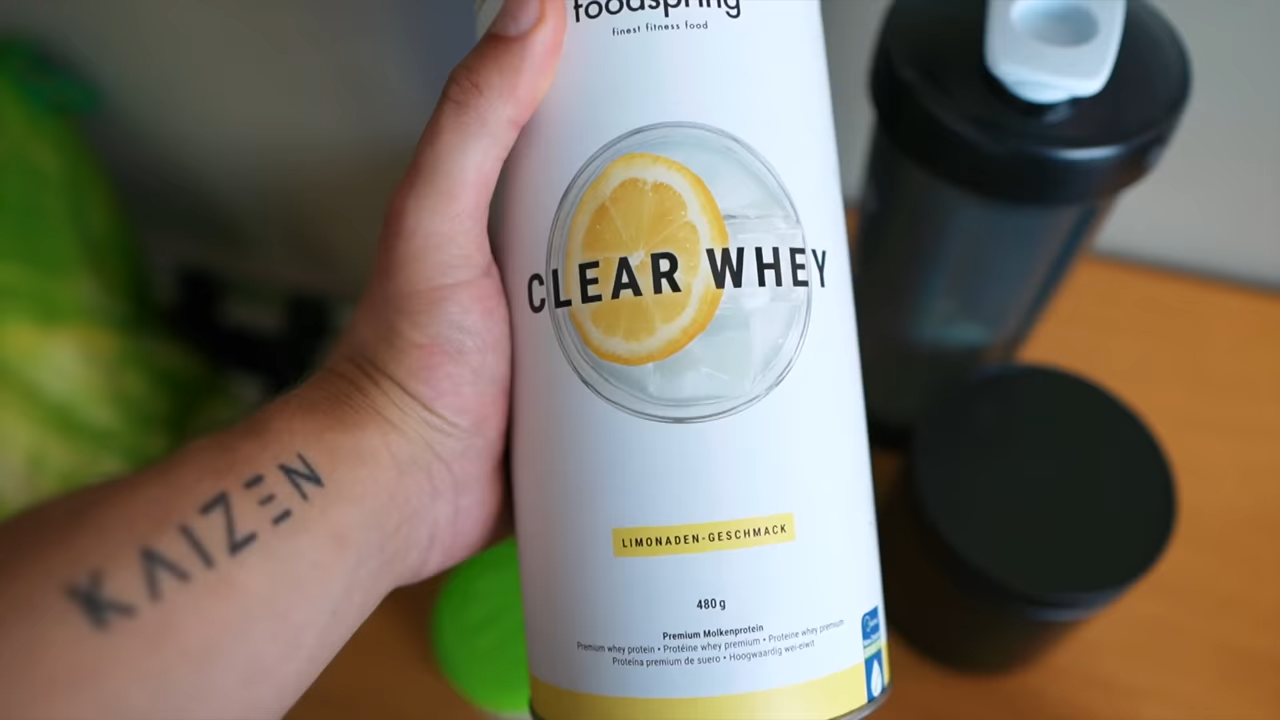 foodspring
finest fitness food
CLEAR WHEY
KAIZEN
LIMONADEN-GESCHMACK
480 g
Premium Molkenprotein
Premium whey protein • Protéine whey premium • Proteine whey premium
Proteína premium de suero • Hoogwaardig wei-eiwit